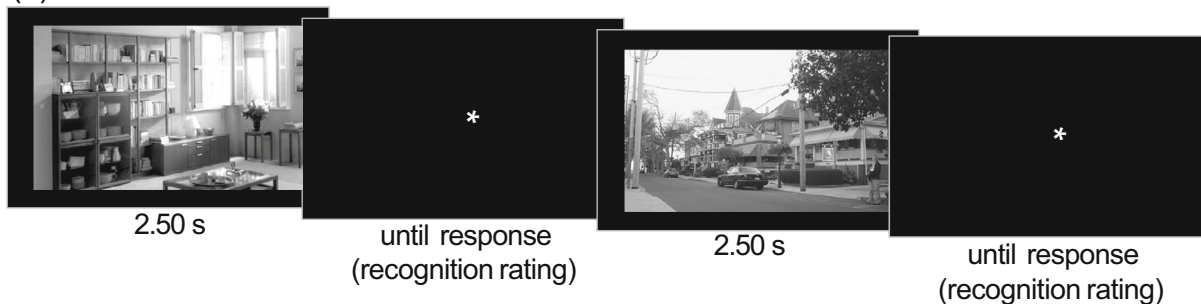 *
*
2.50 s
until response
(recognition rating)
2.50 s
until response
(recognition rating)